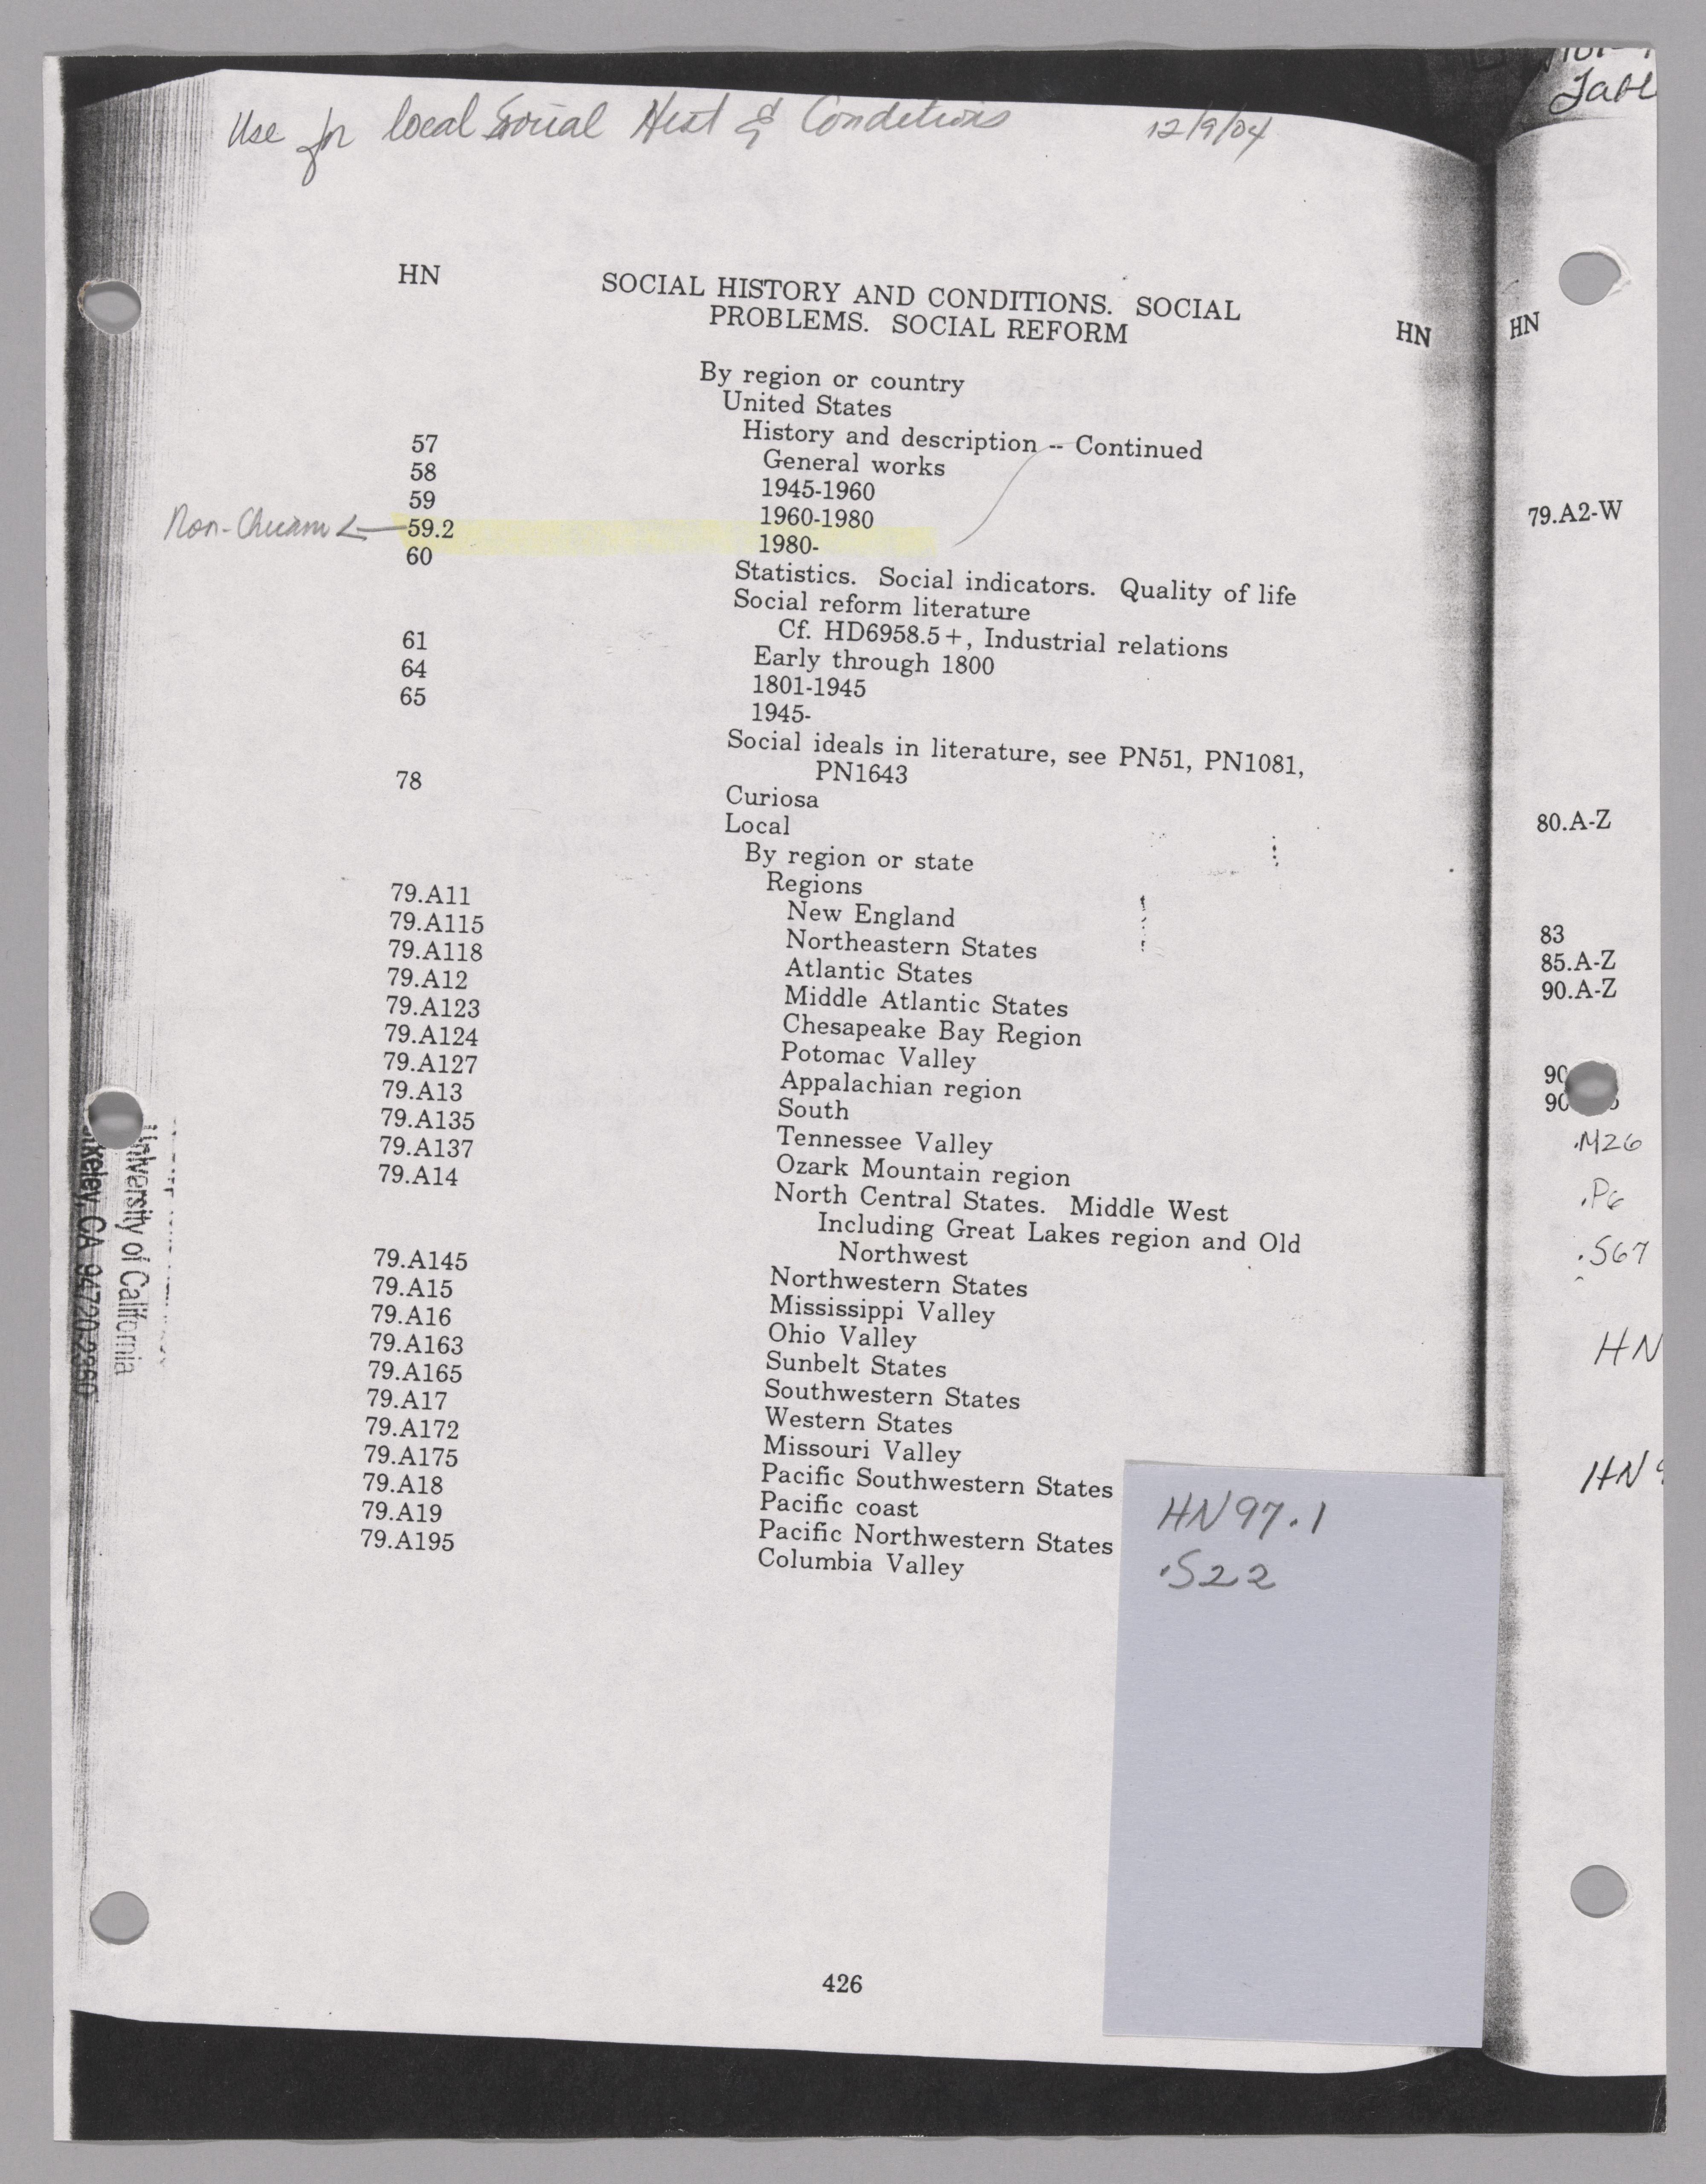 Use for local Social Hist & Conditions 12/9/04
Tabl
HN
SOCIAL HISTORY AND CONDITIONS. SOCIAL
PROBLEMS. SOCIAL REFORM
HN
By region or country
United States
History and description -- Continued
57 General works
58 1945-1960
59 1960-1980
59.2 1980-
60 Statistics. Social indicators. Quality of life
Social reform literature
Cf. HD6958.5+, Industrial relations
61 Early through 1800
64 1801-1945
65 1945-
Social ideals in literature, see PN51, PN1081,
PN1643
78 Curiosa
Local
By region or state
Regions
79.A11 New England
79.A115 Northeastern States
79.A118 Atlantic States
79.A12 Middle Atlantic States
79.A123 Chesapeake Bay Region
79.A124 Potomac Valley
79.A127 Appalachian region
79.A13 South
79.A135 Tennessee Valley
79.A137 Ozark Mountain region
79.A14 North Central States. Middle West
Including Great Lakes region and Old
Northwest
79.A145 Northwestern States
79.A15 Mississippi Valley
79.A16 Ohio Valley
79.A163 Sunbelt States
79.A165 Southwestern States
79.A17 Western States
79.A172 Missouri Valley
79.A175 Pacific Southwestern States
79.A18 Pacific coast
79.A19 Pacific Northwestern States
79.A195 Columbia Valley
HN97.1
.S22
426
University of California
keley, CA 94720-2360
HN
79.A2-W
80.A-Z
83
85.A-Z
90.A-Z
90
90
.M26
.P6
.S67
HN
HN